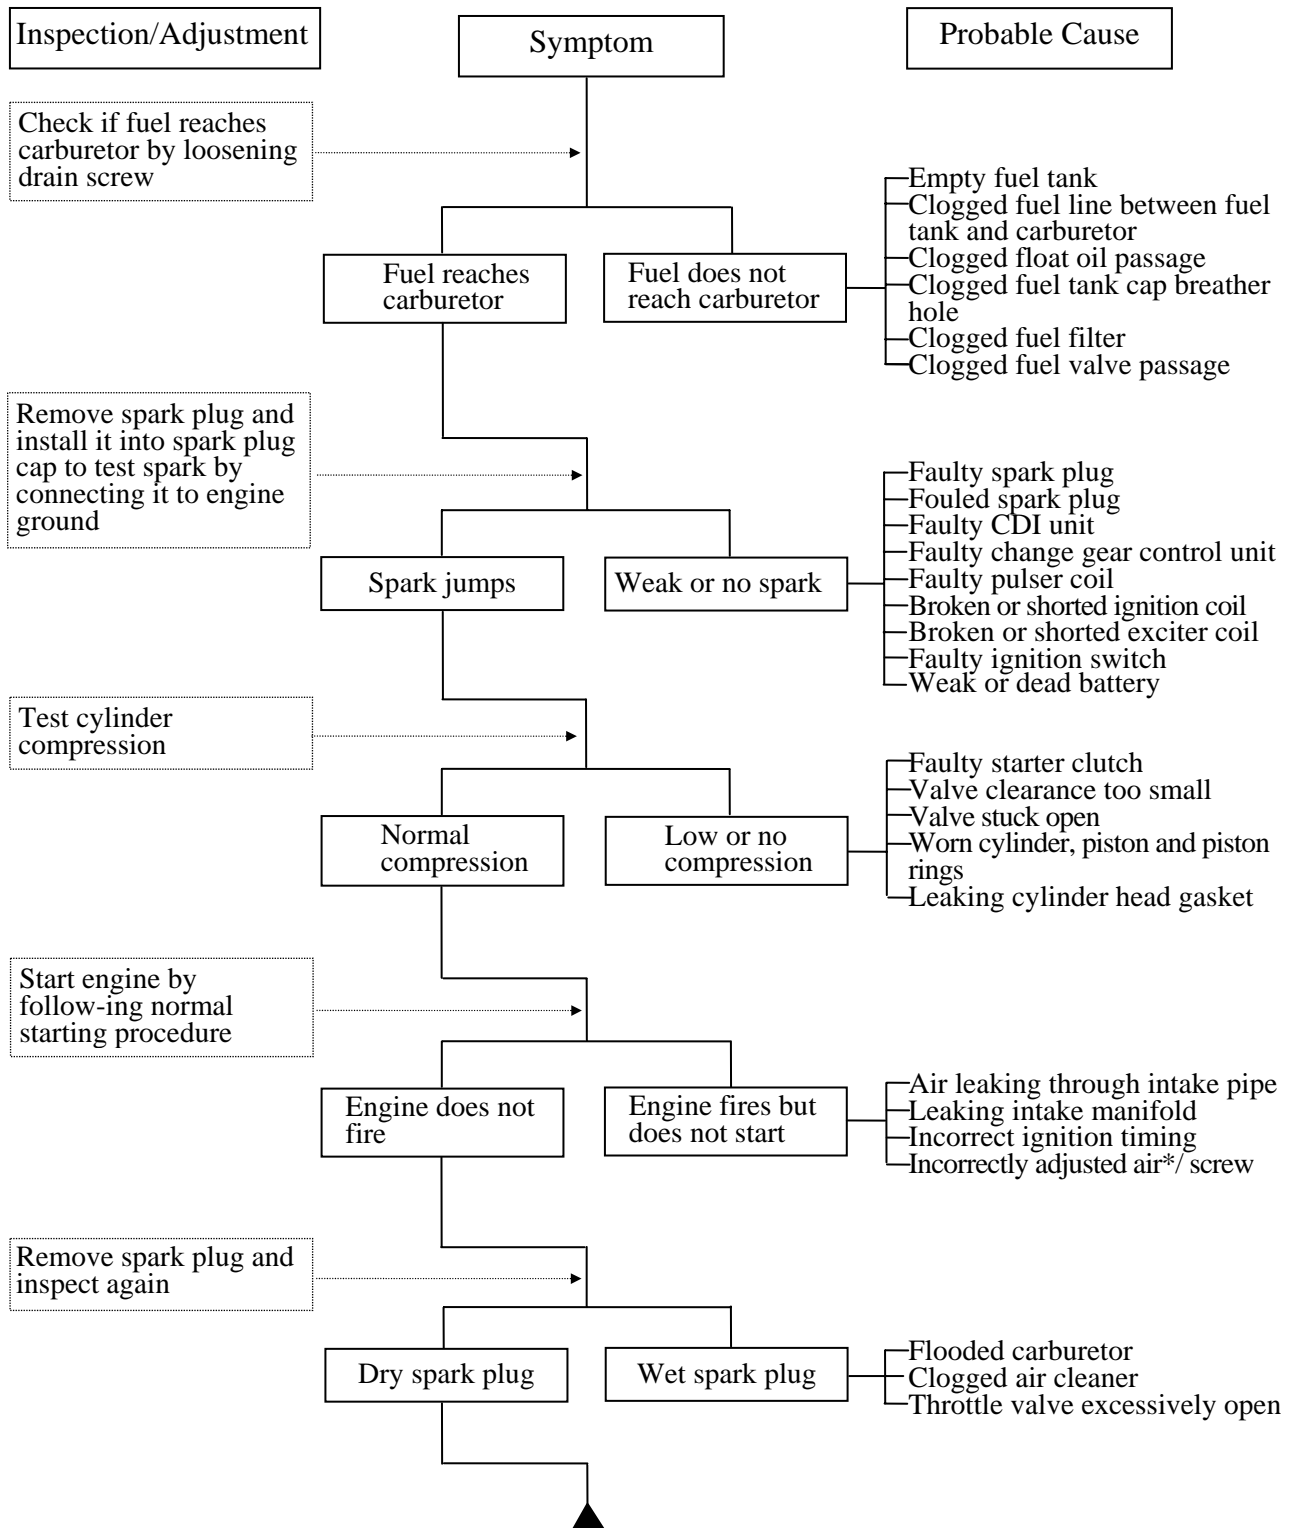 Inspection/Adjustment
Symptom
Probable Cause
Check if fuel reaches
carburetor by loosening
drain screw
Fuel reaches
carburetor
Fuel does not
reach carburetor
Empty fuel tank
Clogged fuel line between fuel
tank and carburetor
Clogged float oil passage
Clogged fuel tank cap breather
hole
Clogged fuel filter
Clogged fuel valve passage
Remove spark plug and
install it into spark plug
cap to test spark by
connecting it to engine
ground
Spark jumps
Weak or no spark
Faulty spark plug
Fouled spark plug
Faulty CDI unit
Faulty change gear control unit
Faulty pulser coil
Broken or shorted ignition coil
Broken or shorted exciter coil
Faulty ignition switch
Weak or dead battery
Test cylinder
compression
Normal
compression
Low or no
compression
Faulty starter clutch
Valve clearance too small
Valve stuck open
Worn cylinder, piston and piston
rings
Leaking cylinder head gasket
Start engine by
follow-ing normal
starting procedure
Engine does not
fire
Engine fires but
does not start
Air leaking through intake pipe
Leaking intake manifold
Incorrect ignition timing
Incorrectly adjusted air*/ screw
Remove spark plug and
inspect again
Dry spark plug
Wet spark plug
Flooded carburetor
Clogged air cleaner
Throttle valve excessively open